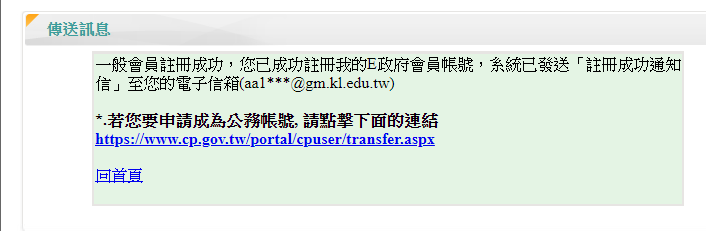 傳送訊息
一般會員註冊成功，您已成功註冊我的E政府會員帳號，系統已發送「註冊成功通知
信」至您的電子信箱(aa1***@gm.kl.edu.tw)
*.若您要申請成為公務帳號, 請點擊下面的連結
https://www.cp.gov.tw/portal/cpuser/transfer.aspx
回首頁